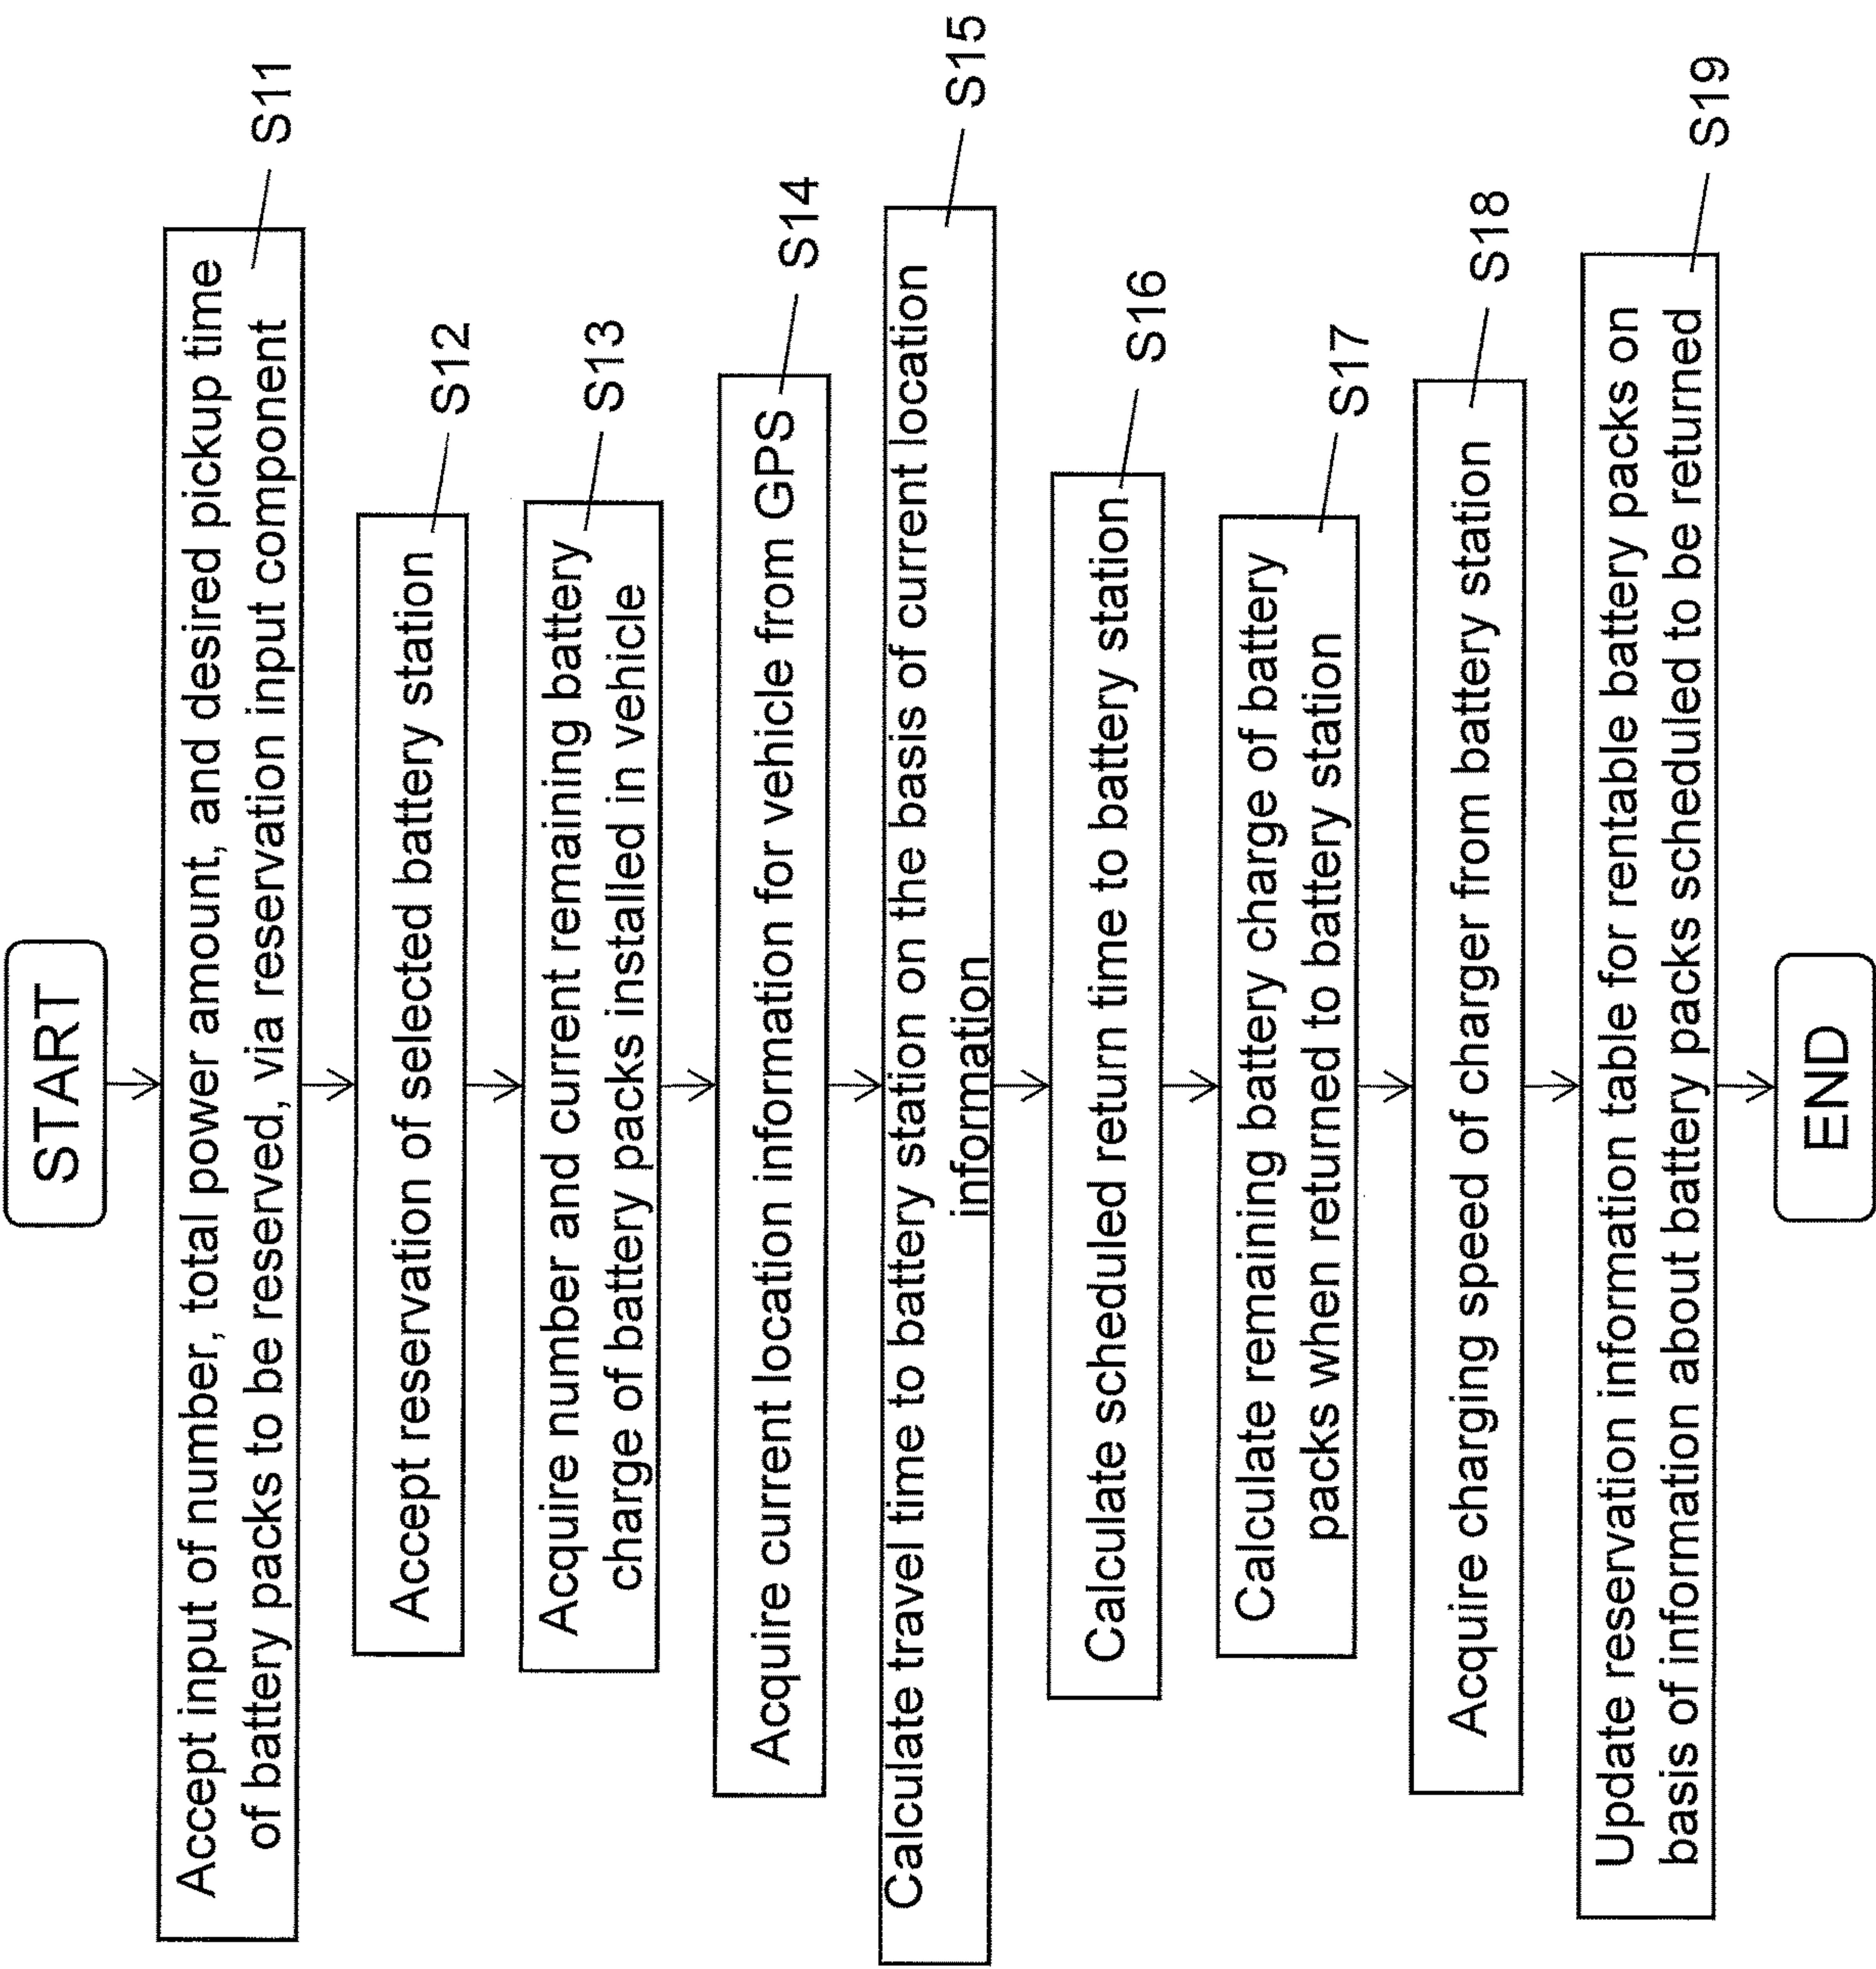 START
Accept input of number, total power amount, and desired pickup time
of battery packs to be reserved, via reservation input component
S11
Accept reservation of selected battery station
S12
Acquire number and current remaining battery
charge of battery packs installed in vehicle
S13
Acquire current location information for vehicle from GPS
S14
Calculate travel time to battery station on the basis of current location
information
S15
Calculate scheduled return time to battery station
S16
Calculate remaining battery charge of battery
packs when returned to battery station
S17
Acquire charging speed of charger from battery station
S18
Update reservation information table for rentable battery packs on
basis of information about battery packs scheduled to be returned
S19
END